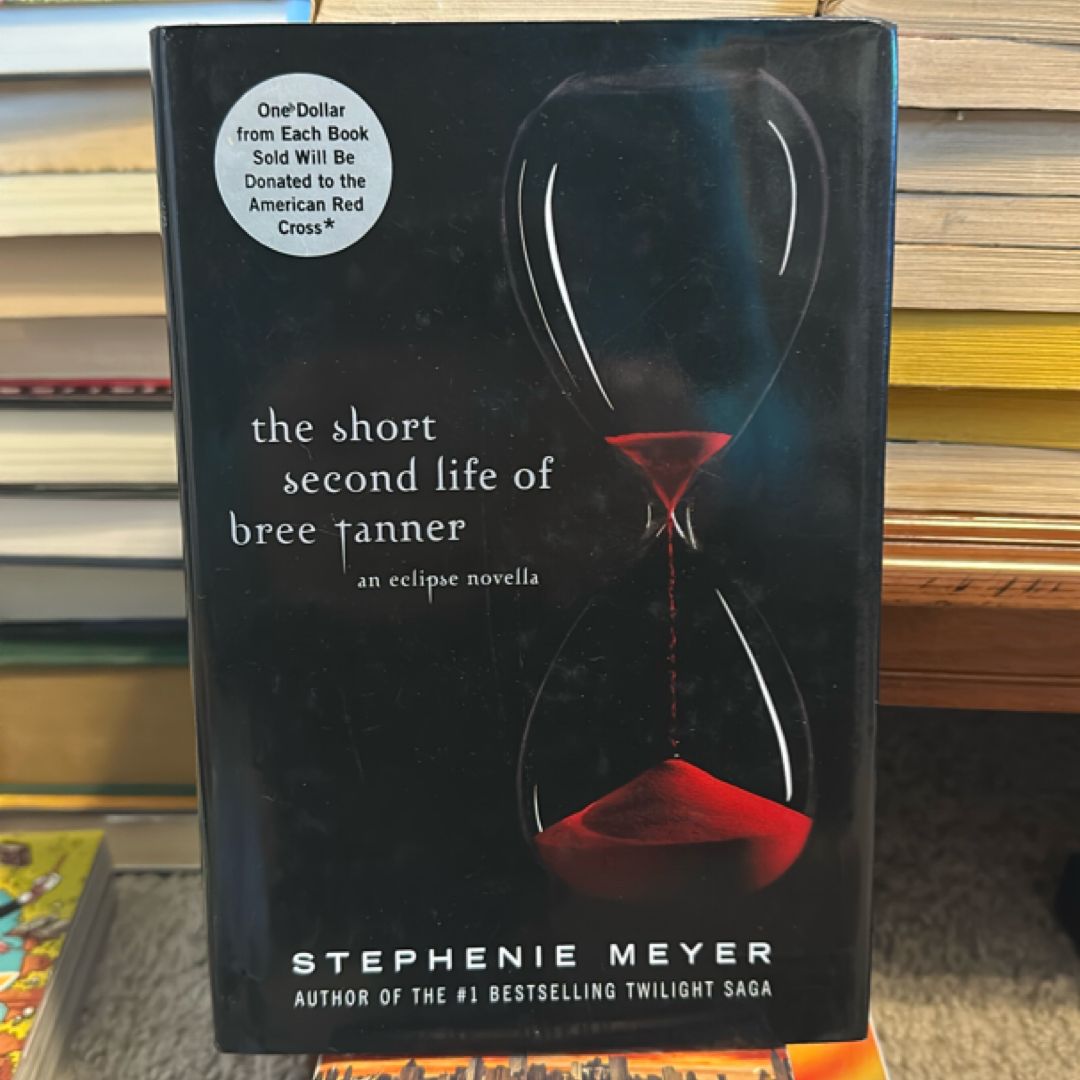 One Dollar
from Each Book
Sold Will Be
Donated to the
American Red
Cross*
the short
second life of
bree tanner
an eclipse novella
STEPHENIE MEYER
AUTHOR OF THE #1 BESTSELLING TWILIGHT SAGA